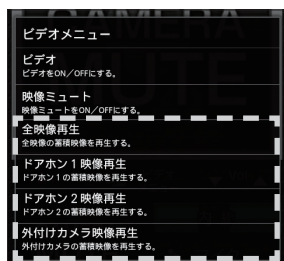 CAMERA
ビデオメニュー
ビデオ
ビデオをON／OFFにする。
映像ミュート
映像ミュートをON／OFFにする。
全映像再生
全映像の蓄積映像を再生する。
ドアホン１映像再生
ドアホン１の蓄積映像を再生する。
ドアホン２映像再生
ドアホン２の蓄積映像を再生する。
外付けカメラ映像再生
外付けカメラの蓄積映像を再生する。